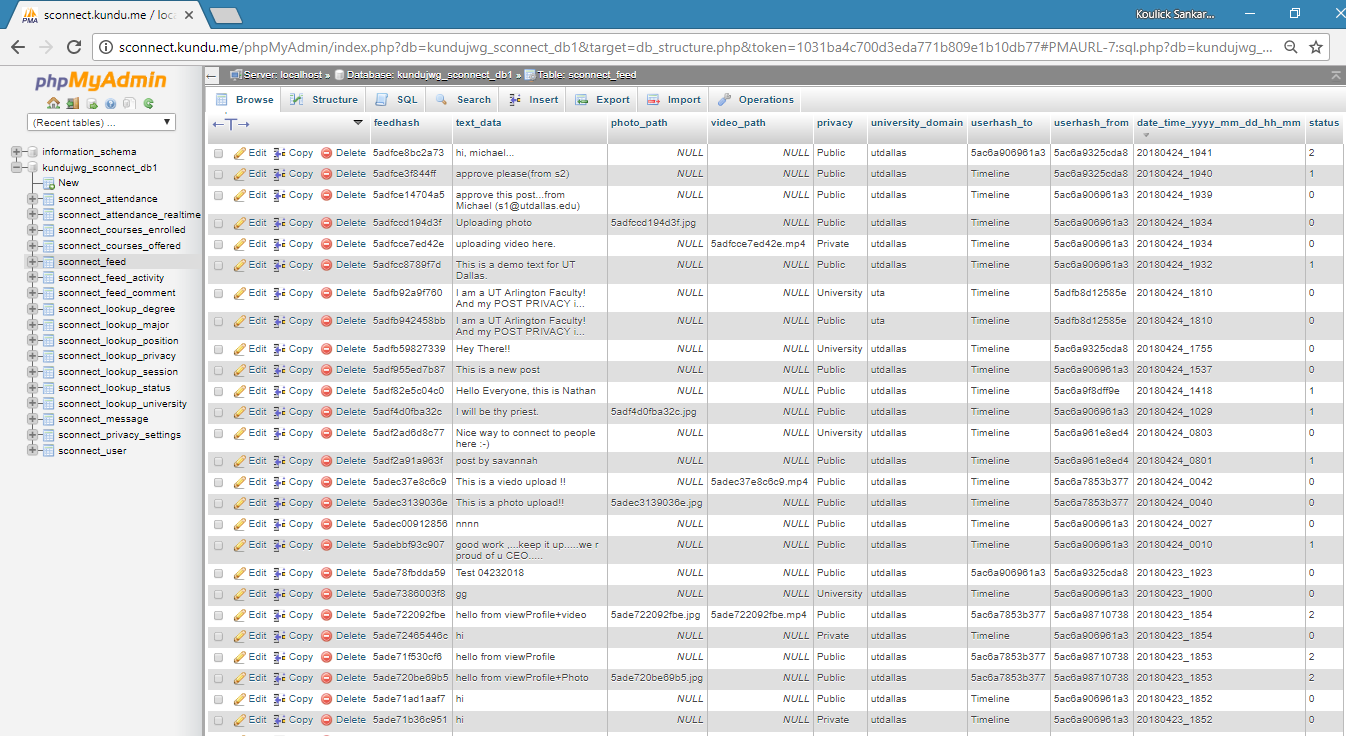 sconnect.kundu.me / loca
Koulick Sankar...
sconnect.kundu.me/phpMyAdmin/index.php?db=kundujwg_sconnect_db1&target=db_structure.php&token=1031ba4c700d3eda771b809e1b10db77#PMAURL-7:sql.php?db=kundujwg_...
phpMyAdmin
(Recent tables) ...
information_schema
kundujwg_sconnect_db1
New
sconnect_attendance
sconnect_attendance_realtime
sconnect_courses_enrolled
sconnect_courses_offered
sconnect_feed
sconnect_feed_activity
sconnect_feed_comment
sconnect_lookup_degree
sconnect_lookup_major
sconnect_lookup_position
sconnect_lookup_privacy
sconnect_lookup_session
sconnect_lookup_status
sconnect_lookup_university
sconnect_message
sconnect_privacy_settings
sconnect_user
Server: localhost » Database: kundujwg_sconnect_db1 » Table: sconnect_feed
Browse Structure SQL Search Insert Export Import Operations
feedhash text_data photo_path video_path privacy university_domain userhash_to userhash_from date_time_yyyy_mm_dd_hh_mm status
Edit Copy Delete 5adfce8bc2a73 hi, michael... NULL NULL Public utdallas 5ac6a906961a3 5ac6a9325cda8 20180424_1941 2
Edit Copy Delete 5adfce3f844ff approve please(from s2) NULL NULL Public utdallas Timeline 5ac6a9325cda8 20180424_1940 1
Edit Copy Delete 5adfce14704a5 approve this post...from NULL NULL Public utdallas Timeline 5ac6a906961a3 20180424_1939 0
Michael (s1@utdallas.edu)
Edit Copy Delete 5adfccd194d3f Uploading photo 5adfccd194d3f.jpg NULL Public utdallas Timeline 5ac6a906961a3 20180424_1934 0
Edit Copy Delete 5adfcce7ed42e uploading video here. NULL 5adfcce7ed42e.mp4 Private utdallas Timeline 5ac6a906961a3 20180424_1934 0
Edit Copy Delete 5adfcc8789f7d This is a demo text for UT NULL NULL Public utdallas Timeline 5ac6a906961a3 20180424_1932 1
Dallas.
Edit Copy Delete 5adfb92a9f760 I am a UT Arlington Faculty! NULL NULL University uta Timeline 5adfb8d12585e 20180424_1810 0
And my POST PRIVACY i...
Edit Copy Delete 5adfb942458bb I am a UT Arlington Faculty! NULL NULL Public uta Timeline 5adfb8d12585e 20180424_1810 0
And my POST PRIVACY i...
Edit Copy Delete 5adfb59827339 Hey There!! NULL NULL University utdallas Timeline 5ac6a9325cda8 20180424_1755 0
Edit Copy Delete 5adf955ed7b87 This is a new post NULL NULL Public utdallas Timeline 5ac6a906961a3 20180424_1537 0
Edit Copy Delete 5adf82e5c04c0 Hello Everyone, this is Nathan NULL NULL Public utdallas Timeline 5ac6a9f8dff9e 20180424_1418 1
Edit Copy Delete 5adf4d0fba32c I will be thy priest. 5adf4d0fba32c.jpg NULL Public utdallas Timeline 5ac6a906961a3 20180424_1029 1
Edit Copy Delete 5adf2ad6d8c77 Nice way to connect to people NULL NULL University utdallas Timeline 5ac6a961e8ed4 20180424_0803 0
here :-)
Edit Copy Delete 5adf2a91a963f post by savannah NULL NULL Public utdallas Timeline 5ac6a961e8ed4 20180424_0801 1
Edit Copy Delete 5adec37e8c6c9 This is a viedo upload !! NULL 5adec37e8c6c9.mp4 Public utdallas Timeline 5ac6a7853b377 20180424_0042 0
Edit Copy Delete 5adec3139036e This is a photo upload!! 5adec3139036e.jpg NULL Public utdallas Timeline 5ac6a7853b377 20180424_0040 0
Edit Copy Delete 5adec00912856 nnnn NULL NULL Public utdallas Timeline 5ac6a906961a3 20180424_0027 0
Edit Copy Delete 5adebbf93c907 good work ,...keep it up.....we r NULL NULL Public utdallas Timeline 5ac6a906961a3 20180424_0010 1
proud of u CEO.....
Edit Copy Delete 5ade78fbdda59 Test 04232018 NULL NULL Public utdallas 5ac6a906961a3 5ac6a9325cda8 20180423_1923 0
Edit Copy Delete 5ade7386003f8 gg NULL NULL University utdallas Timeline 5ac6a906961a3 20180423_1900 0
Edit Copy Delete 5ade722092fbe hello from viewProfile+video 5ade722092fbe.jpg 5ade722092fbe.mp4 Public utdallas 5ac6a7853b377 5ac6a98710738 20180423_1854 2
Edit Copy Delete 5ade72465446c hi NULL NULL Private utdallas Timeline 5ac6a906961a3 20180423_1854 0
Edit Copy Delete 5ade71f530cf6 hello from viewProfile NULL NULL Public utdallas 5ac6a7853b377 5ac6a98710738 20180423_1853 2
Edit Copy Delete 5ade720be69b5 hello from viewProfile+Photo 5ade720be69b5.jpg NULL Public utdallas 5ac6a7853b377 5ac6a98710738 20180423_1853 2
Edit Copy Delete 5ade71ad1aaf7 hi NULL NULL Public utdallas Timeline 5ac6a906961a3 20180423_1852 0
Edit Copy Delete 5ade71b36c951 hi NULL NULL Private utdallas Timeline 5ac6a906961a3 20180423_1852 0